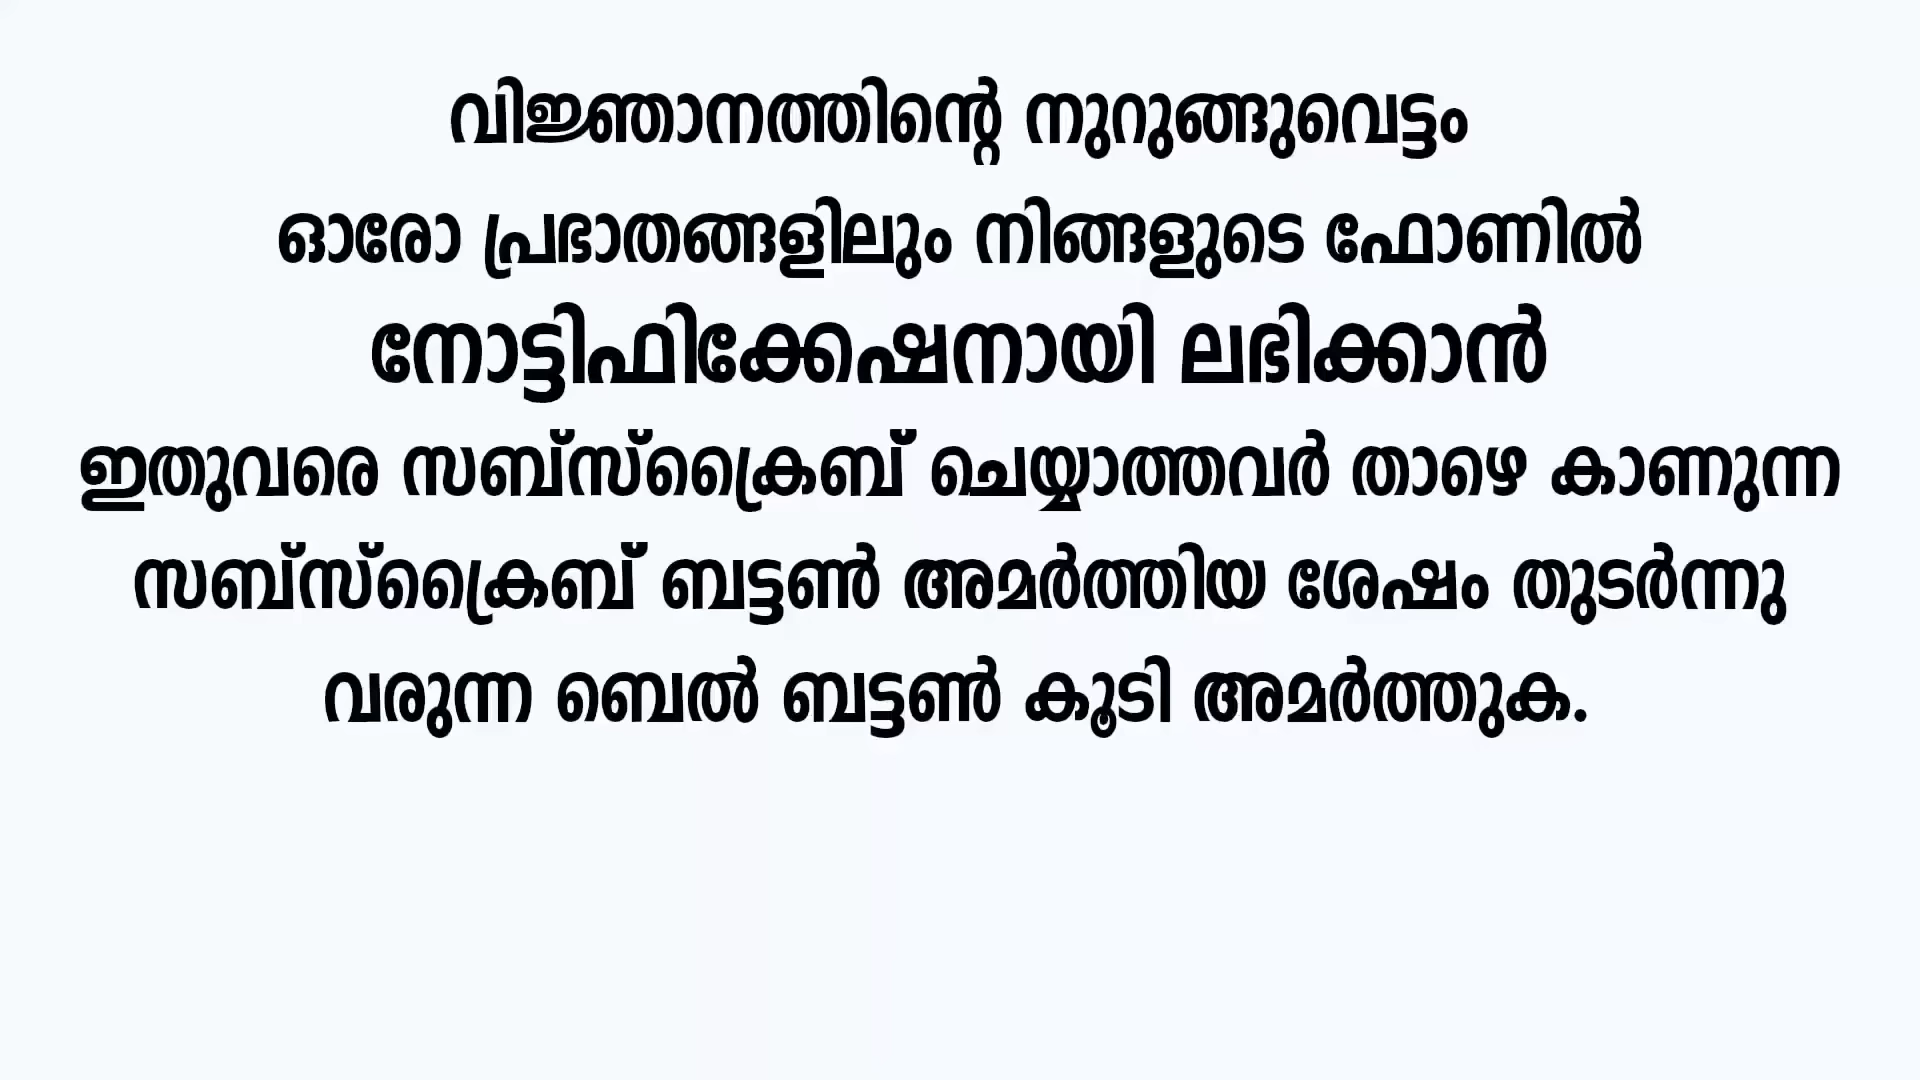 വിജ്ഞാനത്തിന്റെ നുറുങ്ങുവെട്ടം
ഓരോ പ്രഭാതങ്ങളിലും നിങ്ങളുടെ ഫോണിൽ
നോട്ടിഫിക്കേഷനായി ലഭിക്കാൻ
ഇതുവരെ സബ്സ്ക്രൈബ് ചെയ്യാത്തവർ താഴെ കാണുന്ന
സബ്സ്ക്രൈബ് ബട്ടൺ അമർത്തിയ ശേഷം തുടർന്നു
വരുന്ന ബെൽ ബട്ടൺ കൂടി അമർത്തുക.